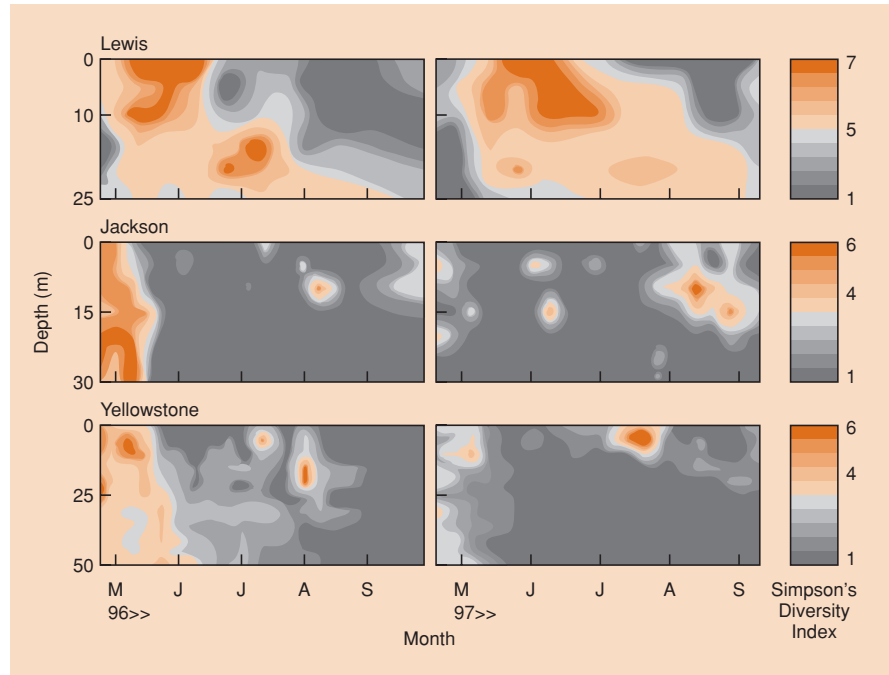 Lewis
0
10
25
7
5
1
Jackson
0
15
30
6
4
1
Yellowstone
0
25
50
6
4
1
Depth (m)
M J J A S
M J J A S
96>>
97>>
Month
Simpson's
Diversity
Index